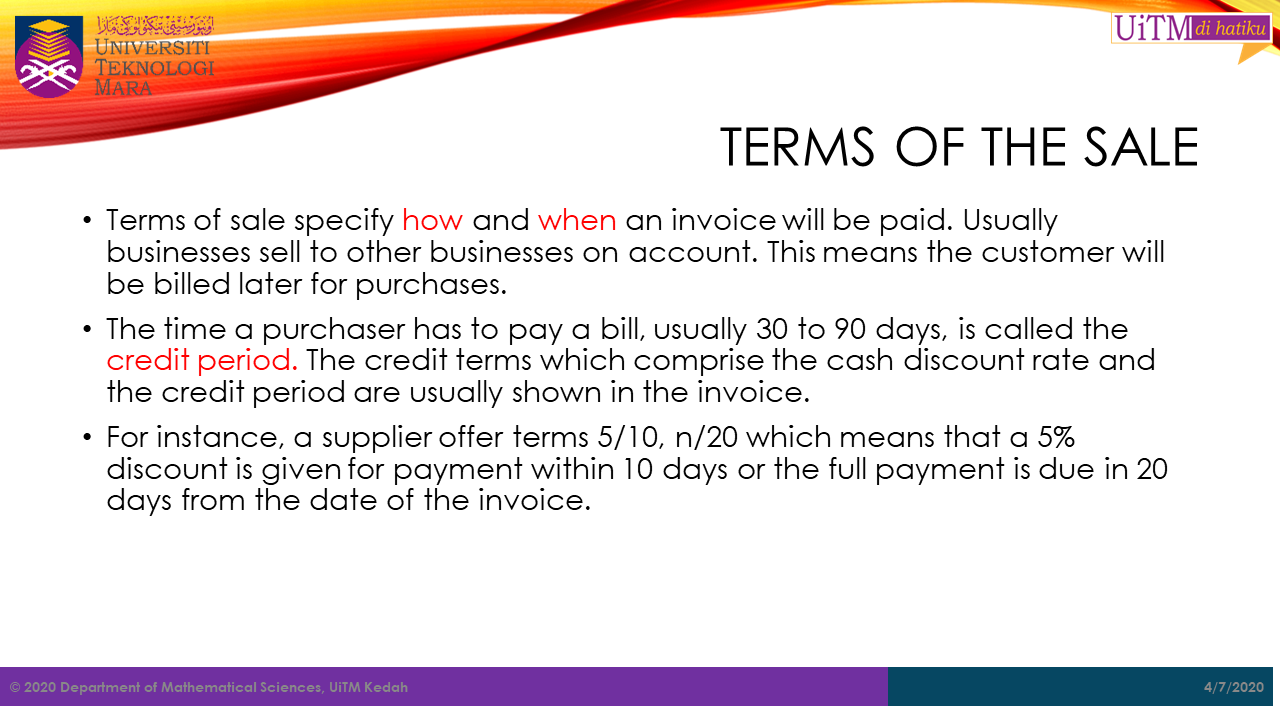 اونيۏرسيتي تيكنولوڬي مارا
UNIVERSITI
TEKNOLOGI
MARA
UiTM di hatiku
TERMS OF THE SALE
• Terms of sale specify how and when an invoice will be paid. Usually
businesses sell to other businesses on account. This means the customer will
be billed later for purchases.
• The time a purchaser has to pay a bill, usually 30 to 90 days, is called the
credit period. The credit terms which comprise the cash discount rate and
the credit period are usually shown in the invoice.
• For instance, a supplier offer terms 5/10, n/20 which means that a 5%
discount is given for payment within 10 days or the full payment is due in 20
days from the date of the invoice.
© 2020 Department of Mathematical Sciences, UiTM Kedah
4/7/2020